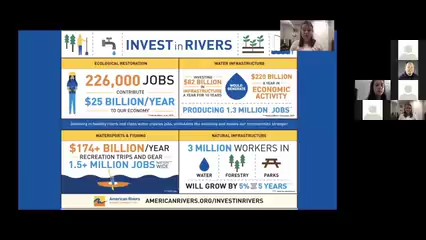 INVEST in RIVERS
ECOLOGICAL RESTORATION
226,000 JOBS
CONTRIBUTE
$25 BILLION/YEAR
TO OUR ECONOMY
WATER INFRASTRUCTURE
INVESTING
$82 BILLION
IN
INFRASTRUCTURE
A YEAR FOR 10 YEARS
WOULD
GENERATE
$220 BILLION
A YEAR IN
ECONOMIC
ACTIVITY
PRODUCING 1.3 MILLION JOBS
WATERSPORTS & FISHING
$174+ BILLION/YEAR
RECREATION TRIPS AND GEAR
1.5+ MILLION JOBS
NATURAL INFRASTRUCTURE
3 MILLION WORKERS IN
WATER
FORESTRY
PARKS
WILL GROW BY 5% IN 5 YEARS
American Rivers
AMERICANRIVERS.ORG/INVESTINRIVERS